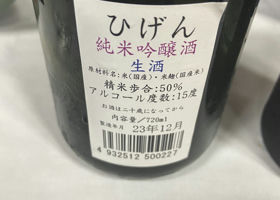 ひげん
純米吟醸酒
生酒
原材料名:米(国産)・米麹(国産米)
精米歩合:50%
アルコール度数:15度
お酒は二十歳になってから
内容量/720ml
製造年月 23年12月
4 932512 500227